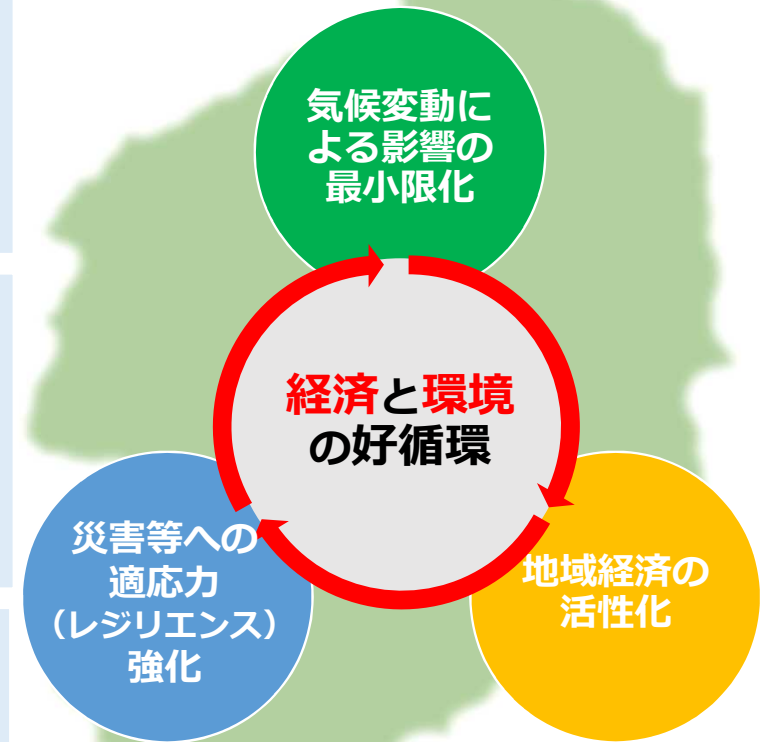 気候変動に
よる影響の
最小限化
経済と環境
の好循環
災害等への
適応力
（レジリエンス）
強化
地域経済の
活性化